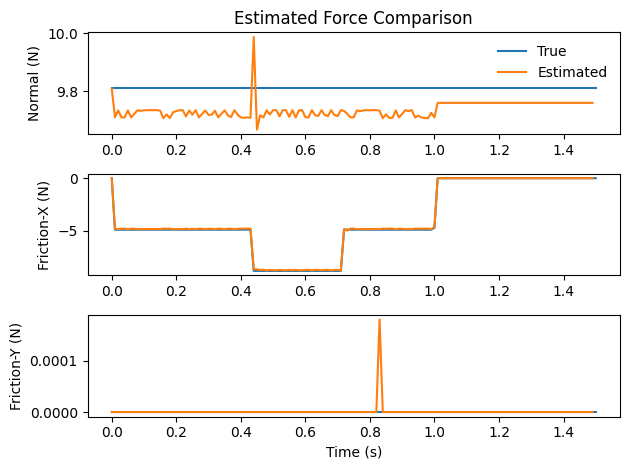 Estimated Force Comparison
Normal (N)
10.0
9.8
True
Estimated
0.0 0.2 0.4 0.6 0.8 1.0 1.2 1.4
Friction-X (N)
0
−5
0.0 0.2 0.4 0.6 0.8 1.0 1.2 1.4
Friction-Y (N)
0.0001
0.0000
0.0 0.2 0.4 0.6 0.8 1.0 1.2 1.4
Time (s)